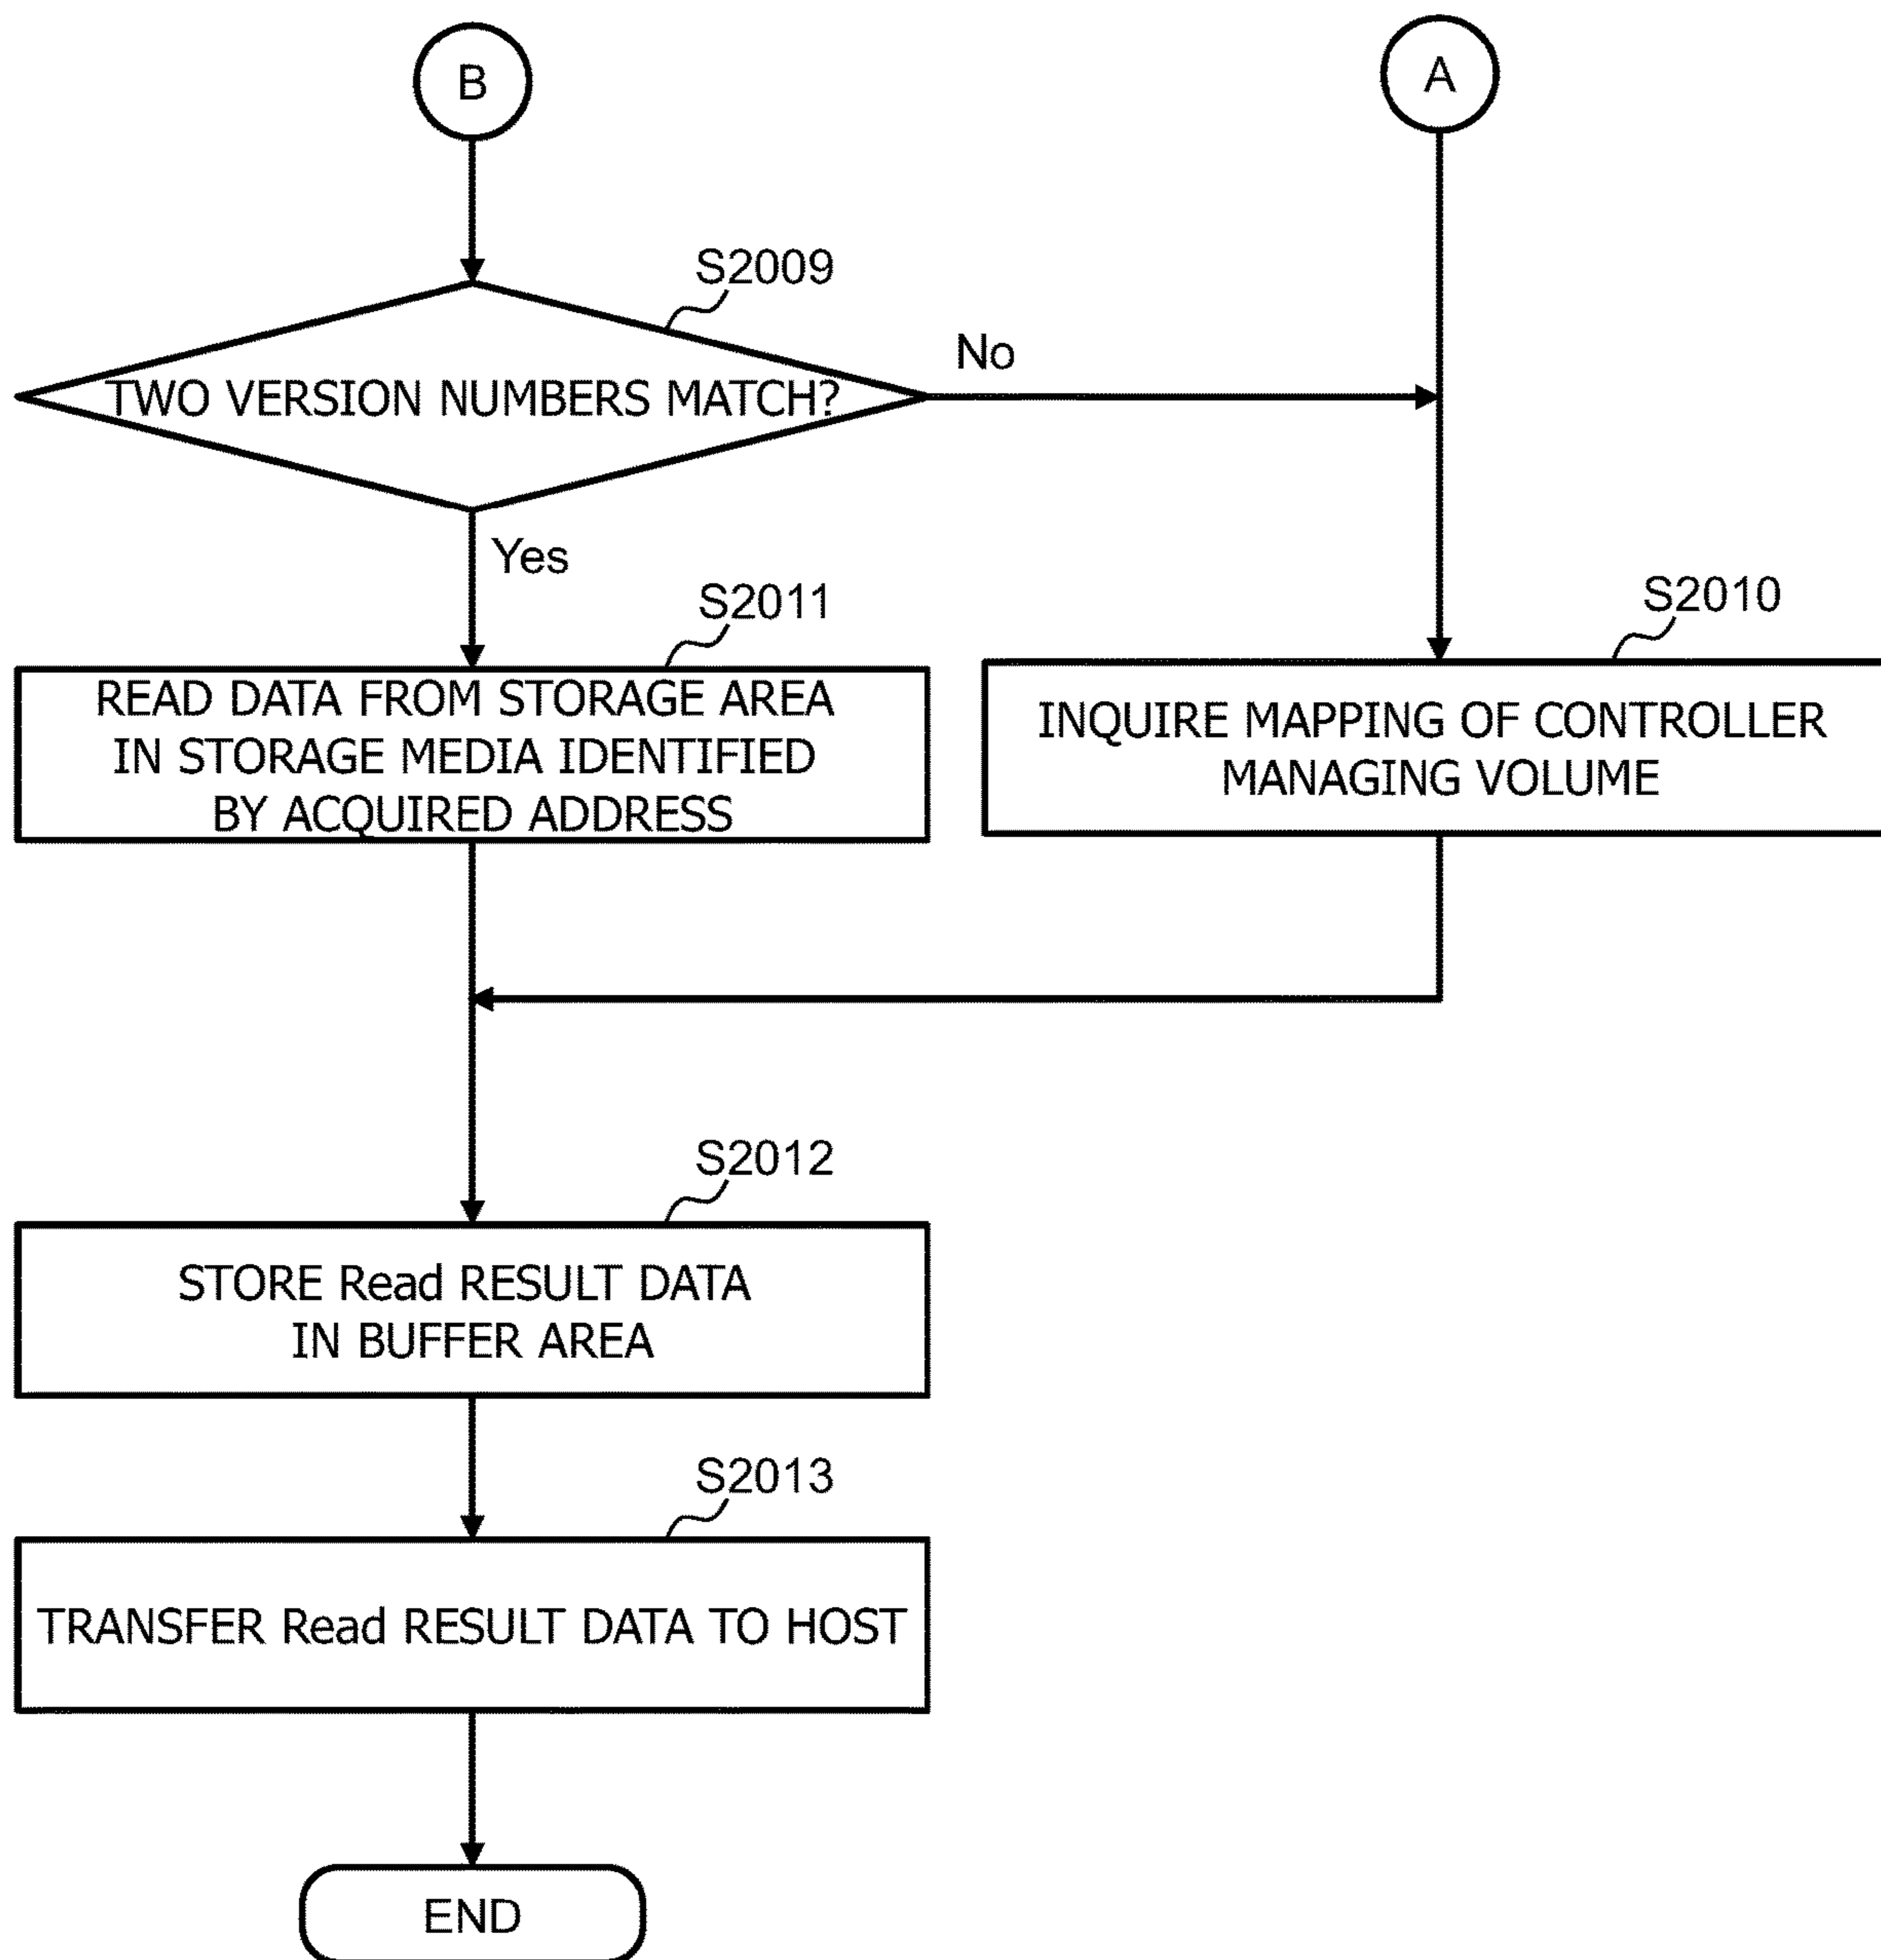 B
A
S2009
TWO VERSION NUMBERS MATCH?
No
Yes
S2011
READ DATA FROM STORAGE AREA
IN STORAGE MEDIA IDENTIFIED
BY ACQUIRED ADDRESS
S2010
INQUIRE MAPPING OF CONTROLLER
MANAGING VOLUME
S2012
STORE Read RESULT DATA
IN BUFFER AREA
S2013
TRANSFER Read RESULT DATA TO HOST
END